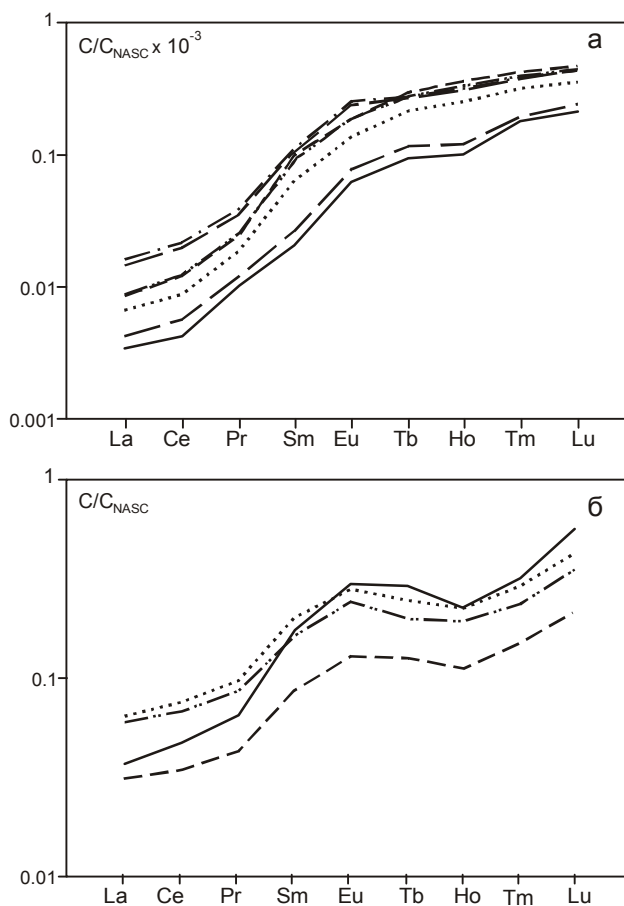 1
C/C_NASC x 10^-3
а
0.1
0.01
0.001
La Ce Pr Sm Eu Tb Ho Tm Lu
1
C/C_NASC
б
0.1
0.01
La Ce Pr Sm Eu Tb Ho Tm Lu